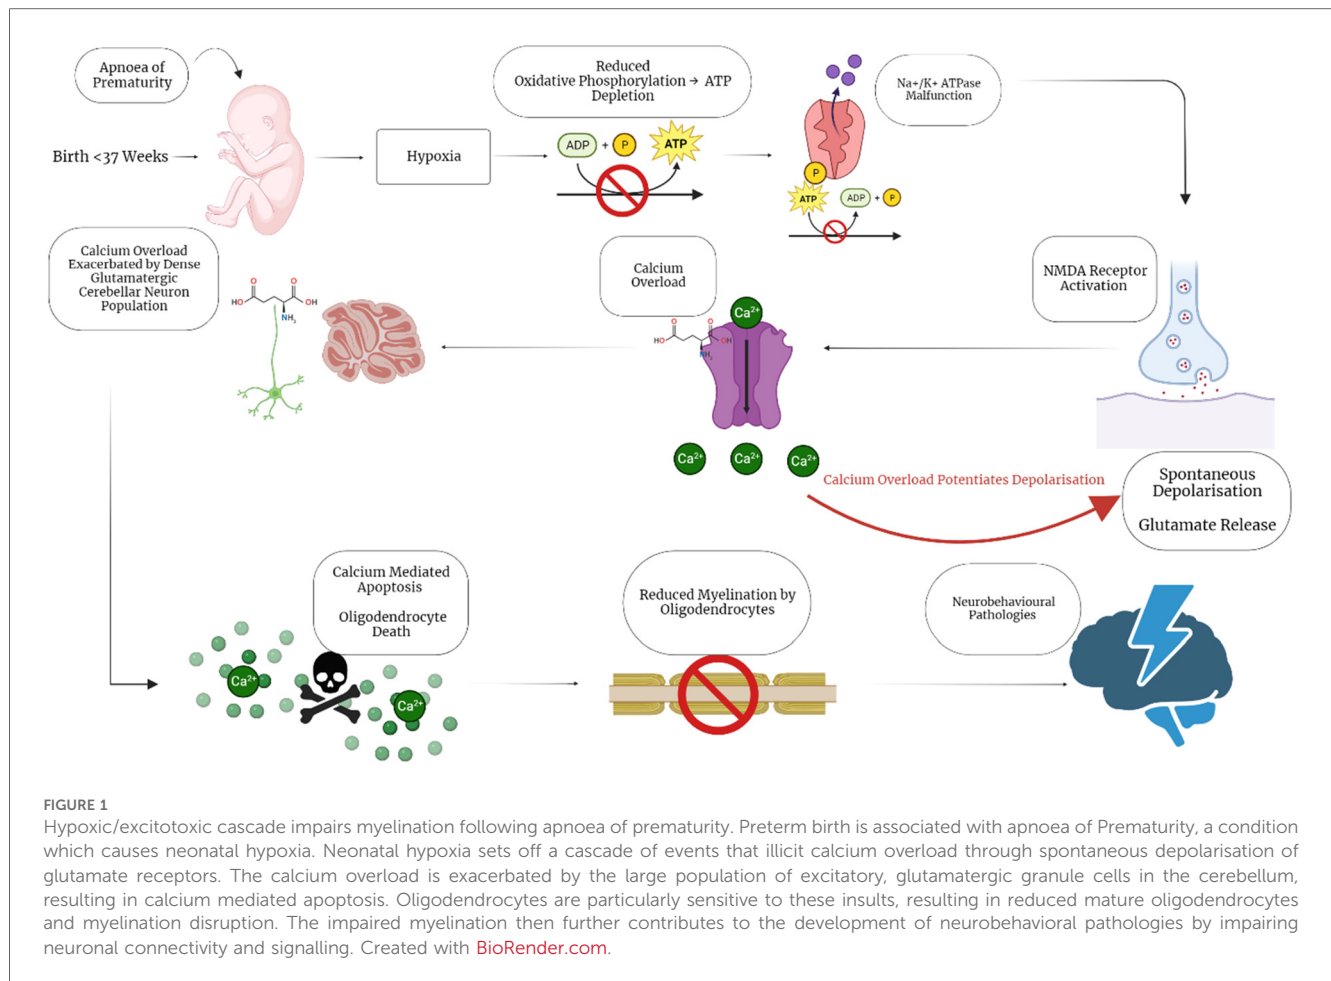 Apnoea of
Prematurity
Birth <37 Weeks
Hypoxia
Reduced
Oxidative Phosphorylation → ATP
Depletion
ADP + P ATP
Na+/K+ ATPase
Malfunction
P
ATP ADP + P
NMDA Receptor
Activation
Calcium
Overload
Ca2+
O O
HO OH
NH2
Calcium Overload
Exacerbated by Dense
Glutamatergic
Cerebellar Neuron
Population
O O
HO OH
NH2
Ca2+ Ca2+ Ca2+
Calcium Overload Potentiates Depolarisation
Spontaneous
Depolarisation
Glutamate Release
Calcium Mediated
Apoptosis
Oligodendrocyte
Death
Ca2+ Ca2+
Reduced Myelination by
Oligodendrocytes
Neurobehavioural
Pathologies
FIGURE 1
Hypoxic/excitotoxic cascade impairs myelination following apnoea of prematurity. Preterm birth is associated with apnoea of Prematurity, a condition
which causes neonatal hypoxia. Neonatal hypoxia sets off a cascade of events that illicit calcium overload through spontaneous depolarisation of
glutamate receptors. The calcium overload is exacerbated by the large population of excitatory, glutamatergic granule cells in the cerebellum,
resulting in calcium mediated apoptosis. Oligodendrocytes are particularly sensitive to these insults, resulting in reduced mature oligodendrocytes
and myelination disruption. The impaired myelination then further contributes to the development of neurobehavioral pathologies by impairing
neuronal connectivity and signalling. Created with BioRender.com.